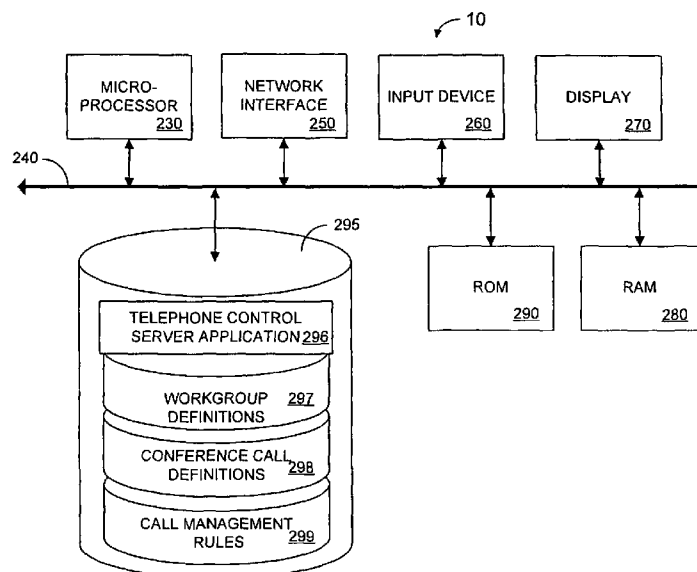 10
MICRO-
PROCESSOR
230
NETWORK
INTERFACE
250
INPUT DEVICE
260
DISPLAY
270
240
295
ROM
290
RAM
280
TELEPHONE CONTROL
SERVER APPLICATION 296
WORKGROUP
DEFINITIONS
297
CONFERENCE CALL
DEFINITIONS
298
CALL MANAGEMENT
RULES
299